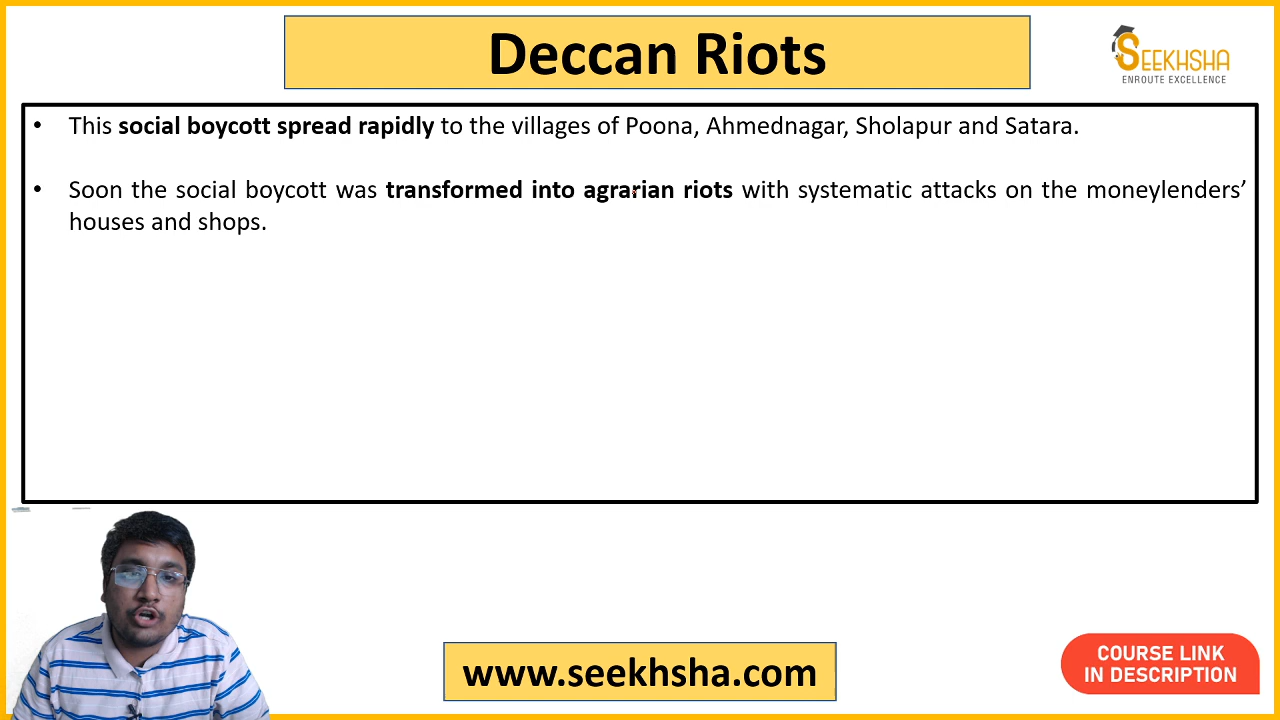 Deccan Riots
SEEKHSHA
ENROUTE EXCELLENCE
• This social boycott spread rapidly to the villages of Poona, Ahmednagar, Sholapur and Satara.
• Soon the social boycott was transformed into agrarian riots with systematic attacks on the moneylenders’
houses and shops.
www.seekhsha.com
COURSE LINK
IN DESCRIPTION